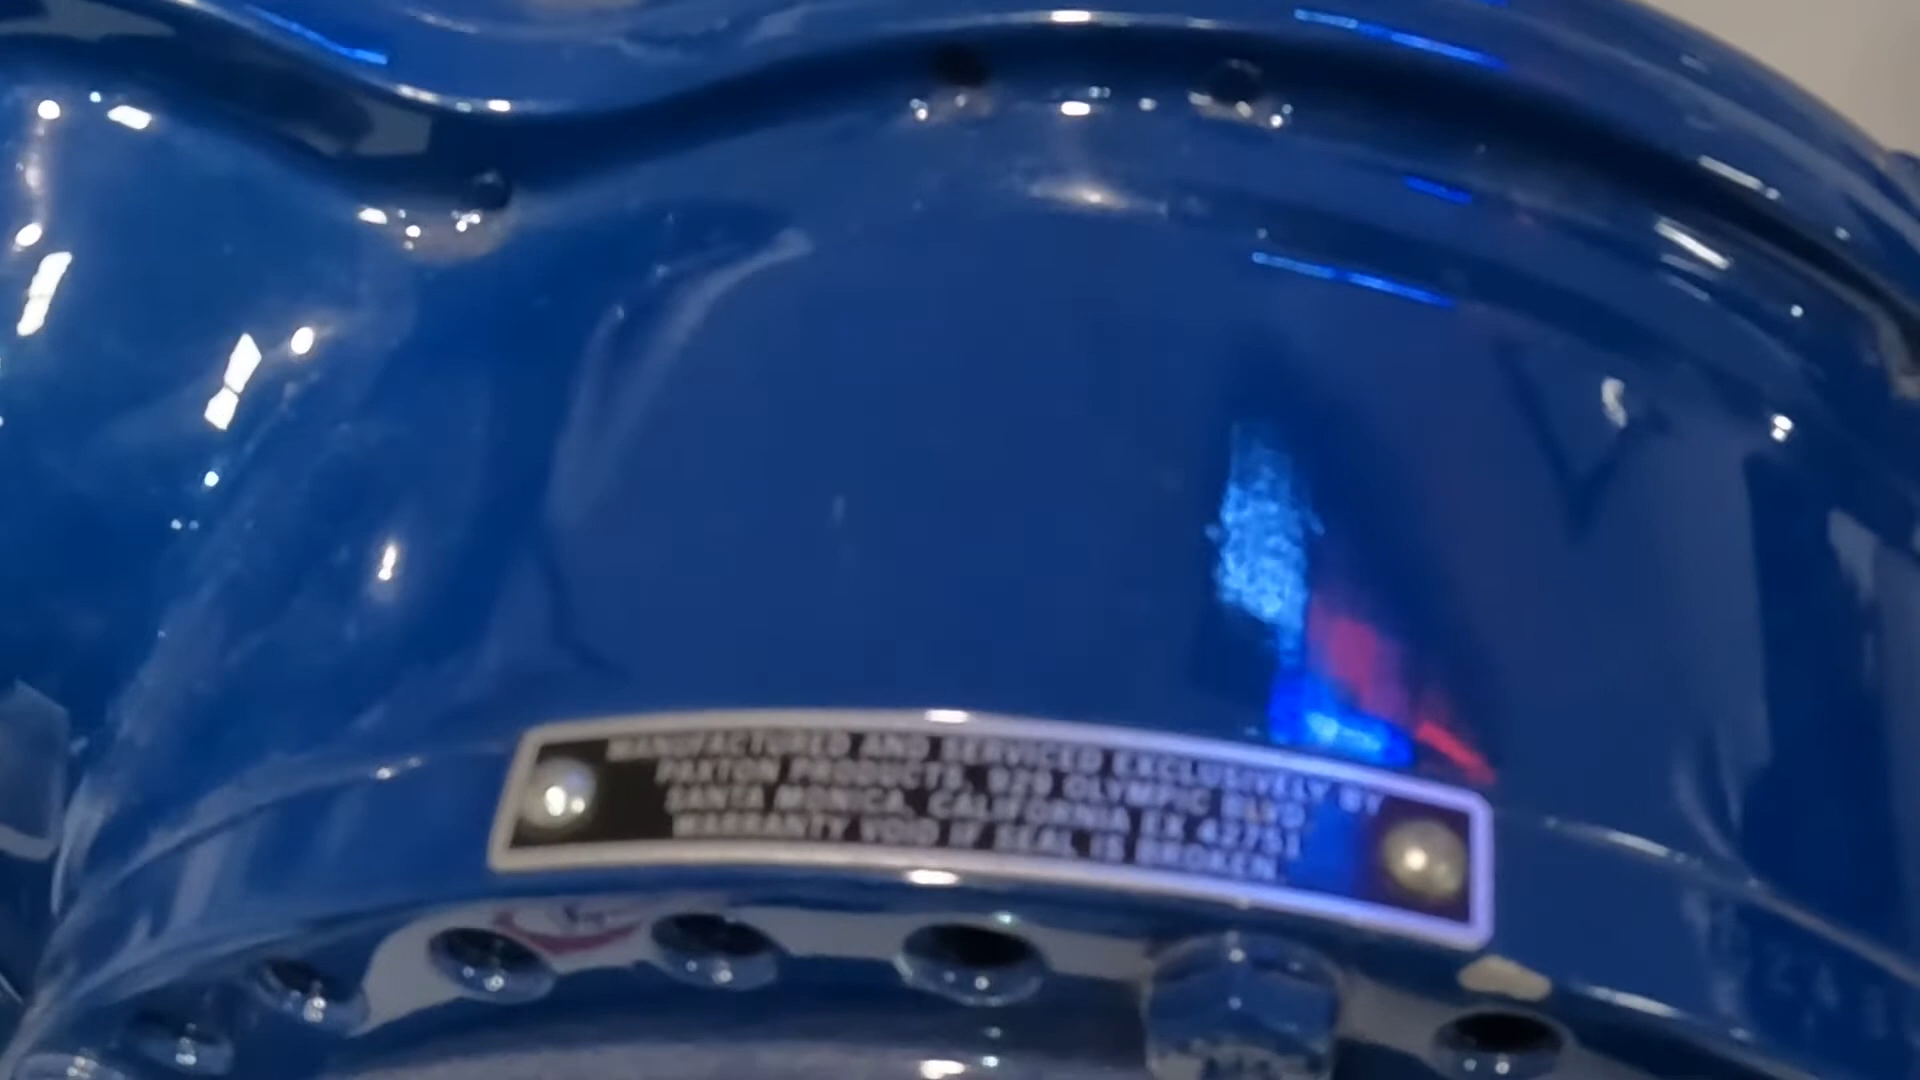 MANUFACTURED AND SERVICED EXCLUSIVELY BY
PAXTON PRODUCTS, 929 OLYMPIC BLVD.
SANTA MONICA, CALIFORNIA EX 42751
WARRANTY VOID IF SEAL IS BROKEN.